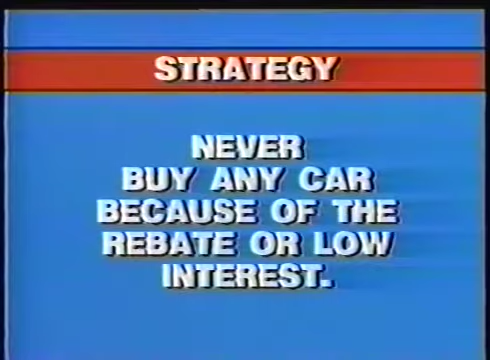 STRATEGY
NEVER
BUY ANY CAR
BECAUSE OF THE
REBATE OR LOW
INTEREST.